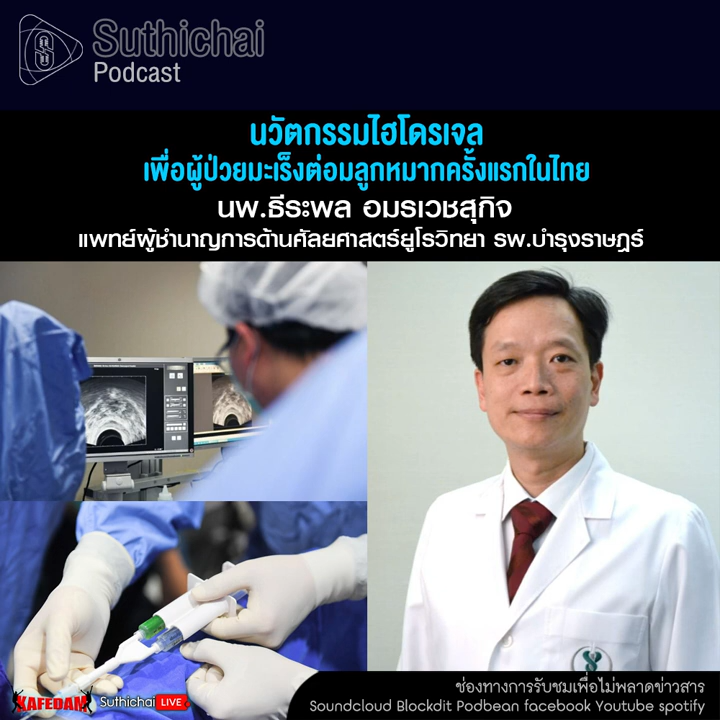 Suthichai
Podcast
นวัตกรรมไฮโดรเจล
เพื่อผู้ป่วยมะเร็งต่อมลูกหมากครั้งแรกในไทย
นพ.ธีระพล อมรเวชสุกิจ
แพทย์ผู้ชำนาญการด้านศัลยศาสตร์ยูโรวิทยา รพ.บำรุงราษฎร์
KAFEDAM Suthichai LIVE
ช่องทางการรับชมเพื่อไม่พลาดข่าวสาร
Soundcloud Blockdit Podbean facebook Youtube spotify